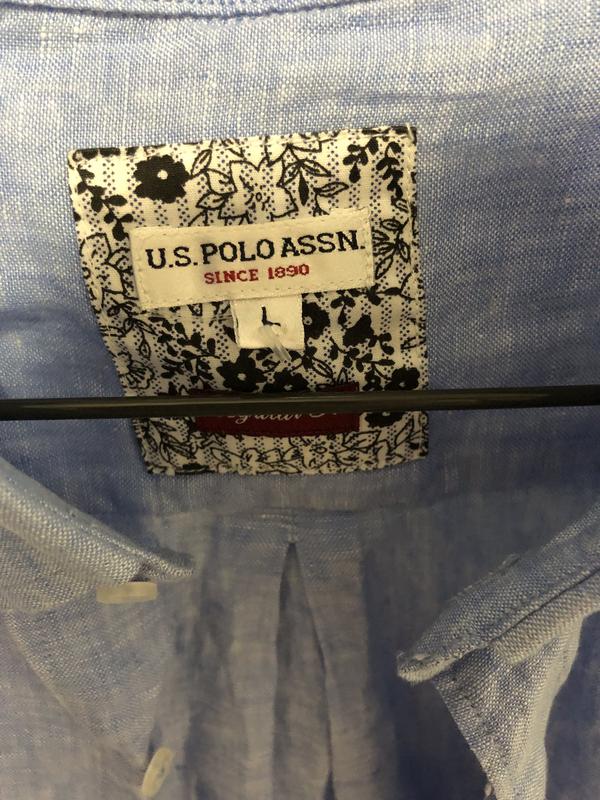 U.S. POLO ASSN.
SINCE 1890
L